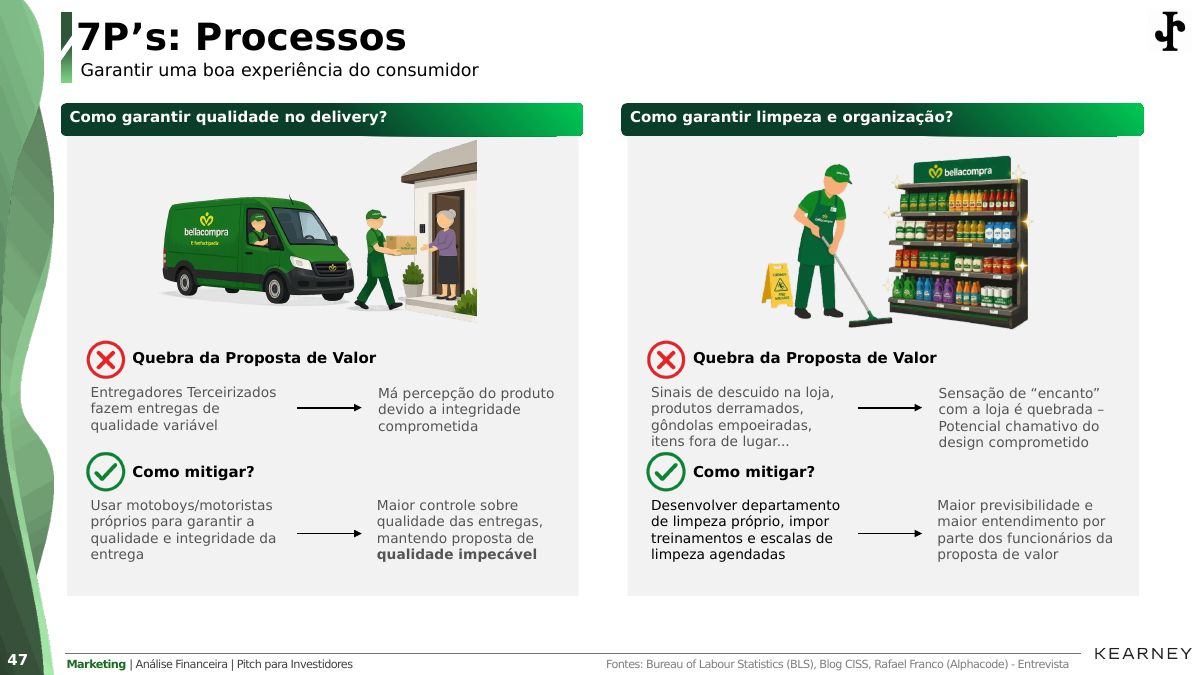 7P’s: Processos
Garantir uma boa experiência do consumidor
Como garantir qualidade no delivery?
bellacompra
Quebra da Proposta de Valor
Entregadores Terceirizados
fazem entregas de
qualidade variável
Má percepção do produto
devido a integridade
comprometida
Como mitigar?
Usar motoboys/motoristas
próprios para garantir a
qualidade e integridade da
entrega
Maior controle sobre
qualidade das entregas,
mantendo proposta de
qualidade impecável
Como garantir limpeza e organização?
bellacompra
Quebra da Proposta de Valor
Sinais de descuido na loja,
produtos derramados,
gôndolas empoeiradas,
itens fora de lugar...
Sensação de “encanto”
com a loja é quebrada –
Potencial chamativo do
design comprometido
Como mitigar?
Desenvolver departamento
de limpeza próprio, impor
treinamentos e escalas de
limpeza agendadas
Maior previsibilidade e
maior entendimento por
parte dos funcionários da
proposta de valor
47
Marketing | Análise Financeira | Pitch para Investidores
Fontes: Bureau of Labour Statistics (BLS), Blog CISS, Rafael Franco (Alphacode) - Entrevista
KEARNEY